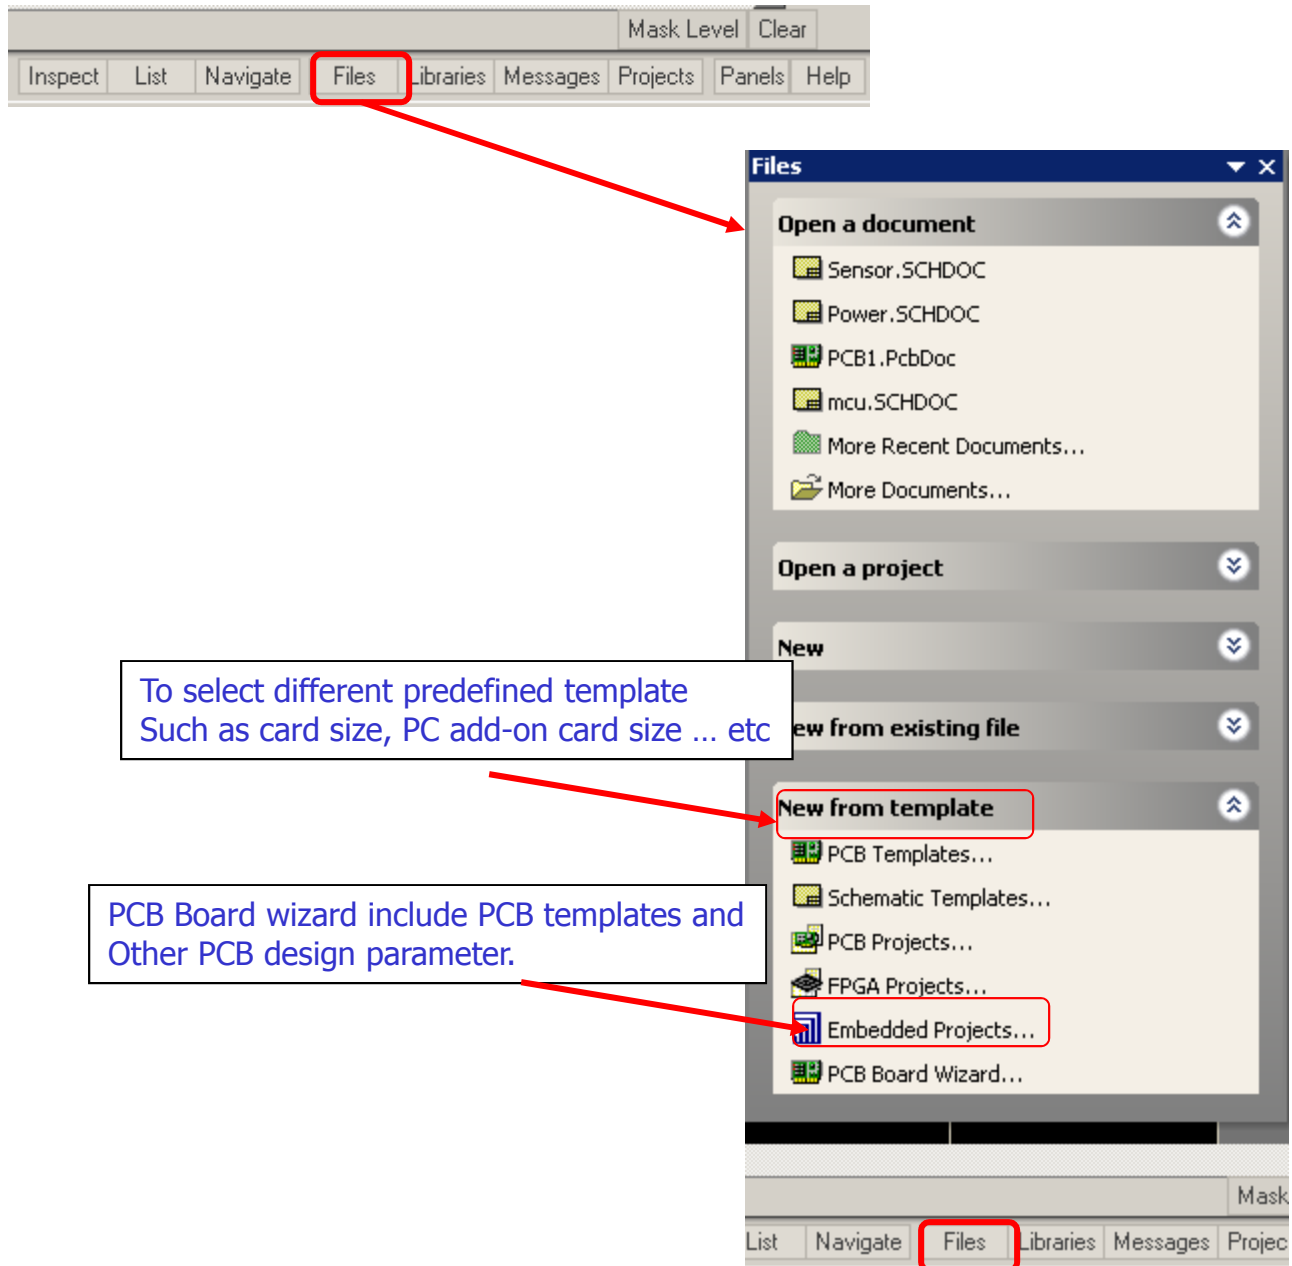 Mask Level Clear
Inspect List Navigate Files Libraries Messages Projects Panels Help
Files
Open a document
Sensor.SCHDOC
Power.SCHDOC
PCB1.PcbDoc
mcu.SCHDOC
More Recent Documents...
More Documents...
Open a project
New
To select different predefined template
Such as card size, PC add-on card size ... etc
ew from existing file
New from template
PCB Templates...
Schematic Templates...
PCB Board wizard include PCB templates and
Other PCB design parameter.
PCB Projects...
FPGA Projects...
Embedded Projects...
PCB Board Wizard...
Mask
List Navigate Files Libraries Messages Projec